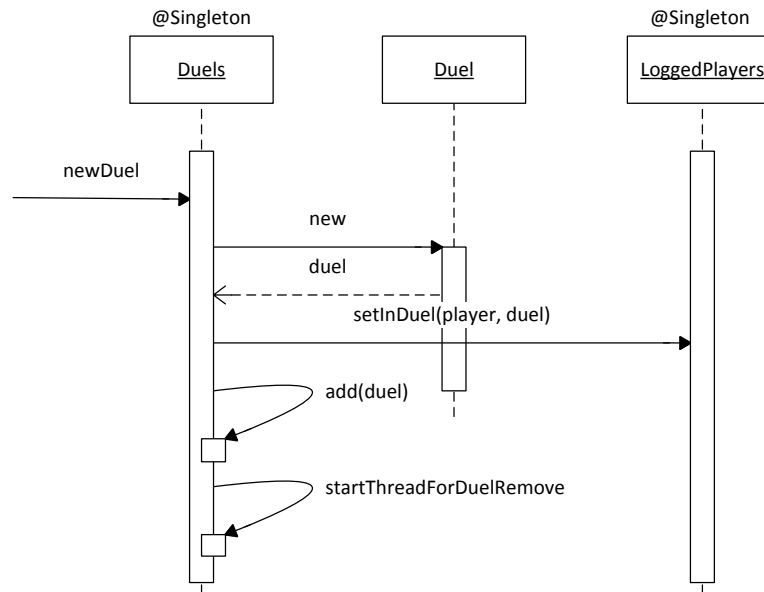 @Singleton
@Singleton
Duels
Duel
LoggedPlayers
newDuel
new
duel
setInDuel(player, duel)
add(duel)
startThreadForDuelRemove